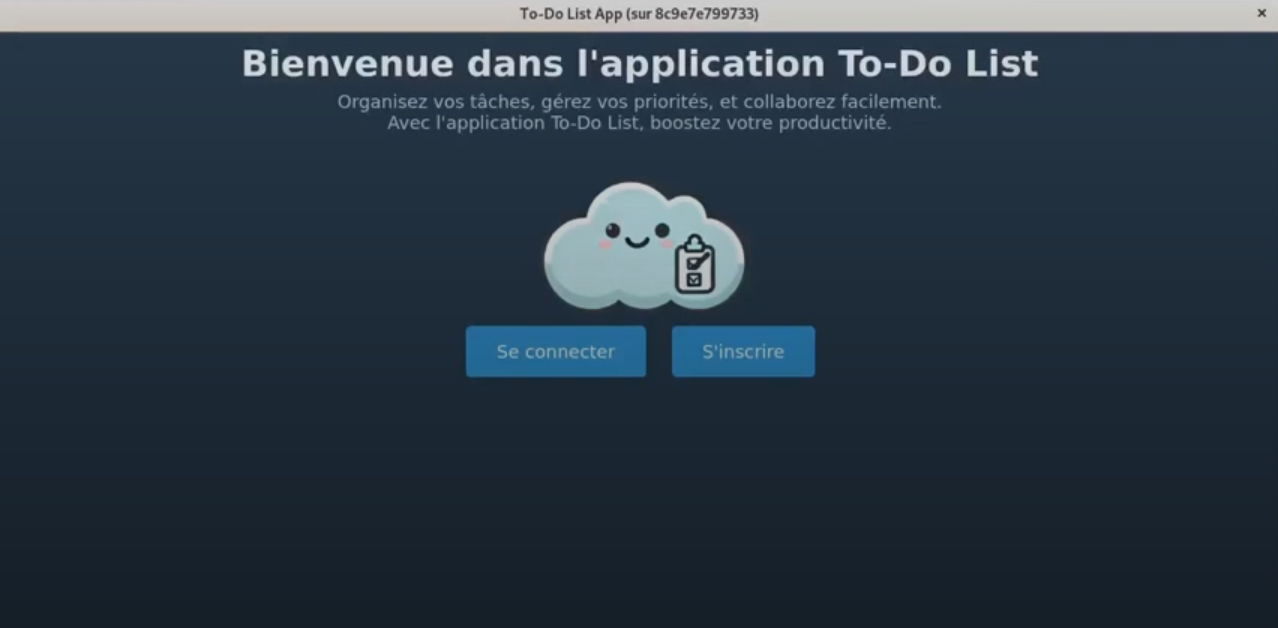 To-Do List App (sur 8c9e7e799733)
Bienvenue dans l'application To-Do List
Organisez vos tâches, gérez vos priorités, et collaborez facilement.
Avec l'application To-Do List, boostez votre productivité.
Se connecter
S'inscrire